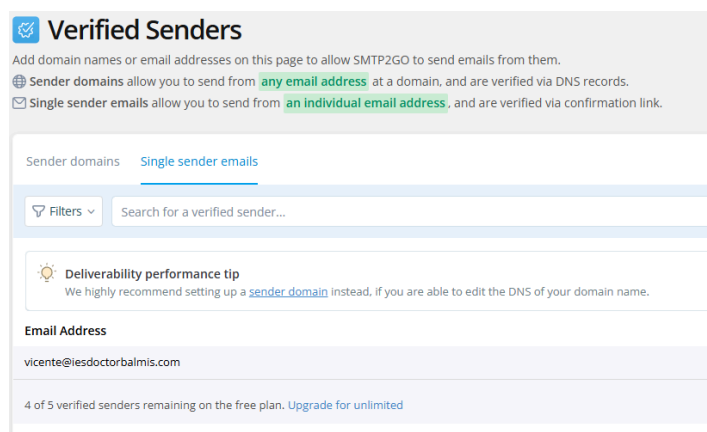 Verified Senders
Add domain names or email addresses on this page to allow SMTP2GO to send emails from them.
Sender domains allow you to send from any email address at a domain, and are verified via DNS records.
Single sender emails allow you to send from an individual email address, and are verified via confirmation link.
Sender domains Single sender emails
Filters Search for a verified sender...
Deliverability performance tip
We highly recommend setting up a sender domain instead, if you are able to edit the DNS of your domain name.
Email Address
vicente@iesdoctorbalmis.com
4 of 5 verified senders remaining on the free plan. Upgrade for unlimited